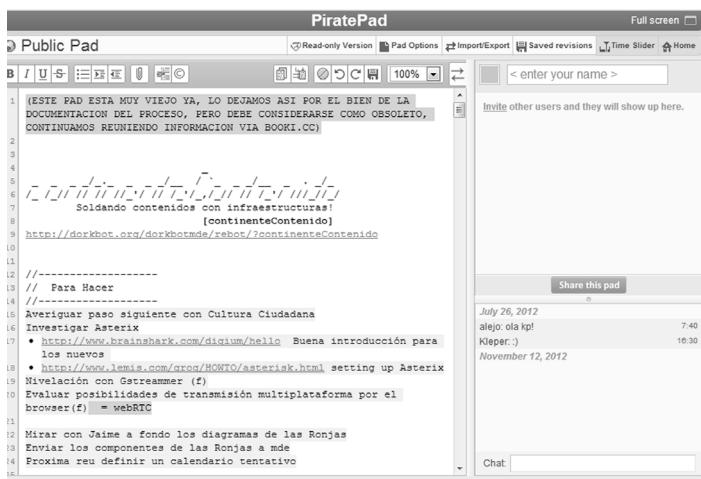 PiratePad
Full screen
Public Pad
Read-only Version Pad Options Import/Export Saved revisions Time Slider Home
B I U S 100% < enter your name >
Invite other users and they will show up here.
1 (ESTE PAD ESTA MUY VIEJO YA, LO DEJAMOS ASI POR EL BIEN DE LA
DOCUMENTACION DEL PROCESO, PERO DEBE CONSIDERARSE COMO OBSOLETO,
CONTINUAMOS REUNIENDO INFORMACION VIA BOOKI.CC)
2
3
4
5
6
7 Soldando contenidos con infraestructuras!
8 [continenteContenido]
9 http://dorkbot.org/dorkbotmde/rebot/?continenteContenido
10
11
12 //-------------------
13 // Para Hacer
14 //-------------------
15 Averiguar paso siguiente con Cultura Ciudadana
16 Investigar Asterix
17 • http://www.brainshark.com/digium/hello Buena introducción para
los nuevos
18 • http://www.lemis.com/grog/HOWTO/asterisk.html setting up Asterix
19 Nivelación con Gstreammer (f)
20 Evaluar posibilidades de transmisión multiplataforma por el
browser(f) = webRTC
21
22 Mirar con Jaime a fondo los diagramas de las Ronjas
23 Enviar los componentes de las Ronjas a mde
24 Proxima reu definir un calendario tentativo
Share this pad
July 26, 2012
alejo: ola kp! 7:40
Kleper: :) 16:30
November 12, 2012
Chat: